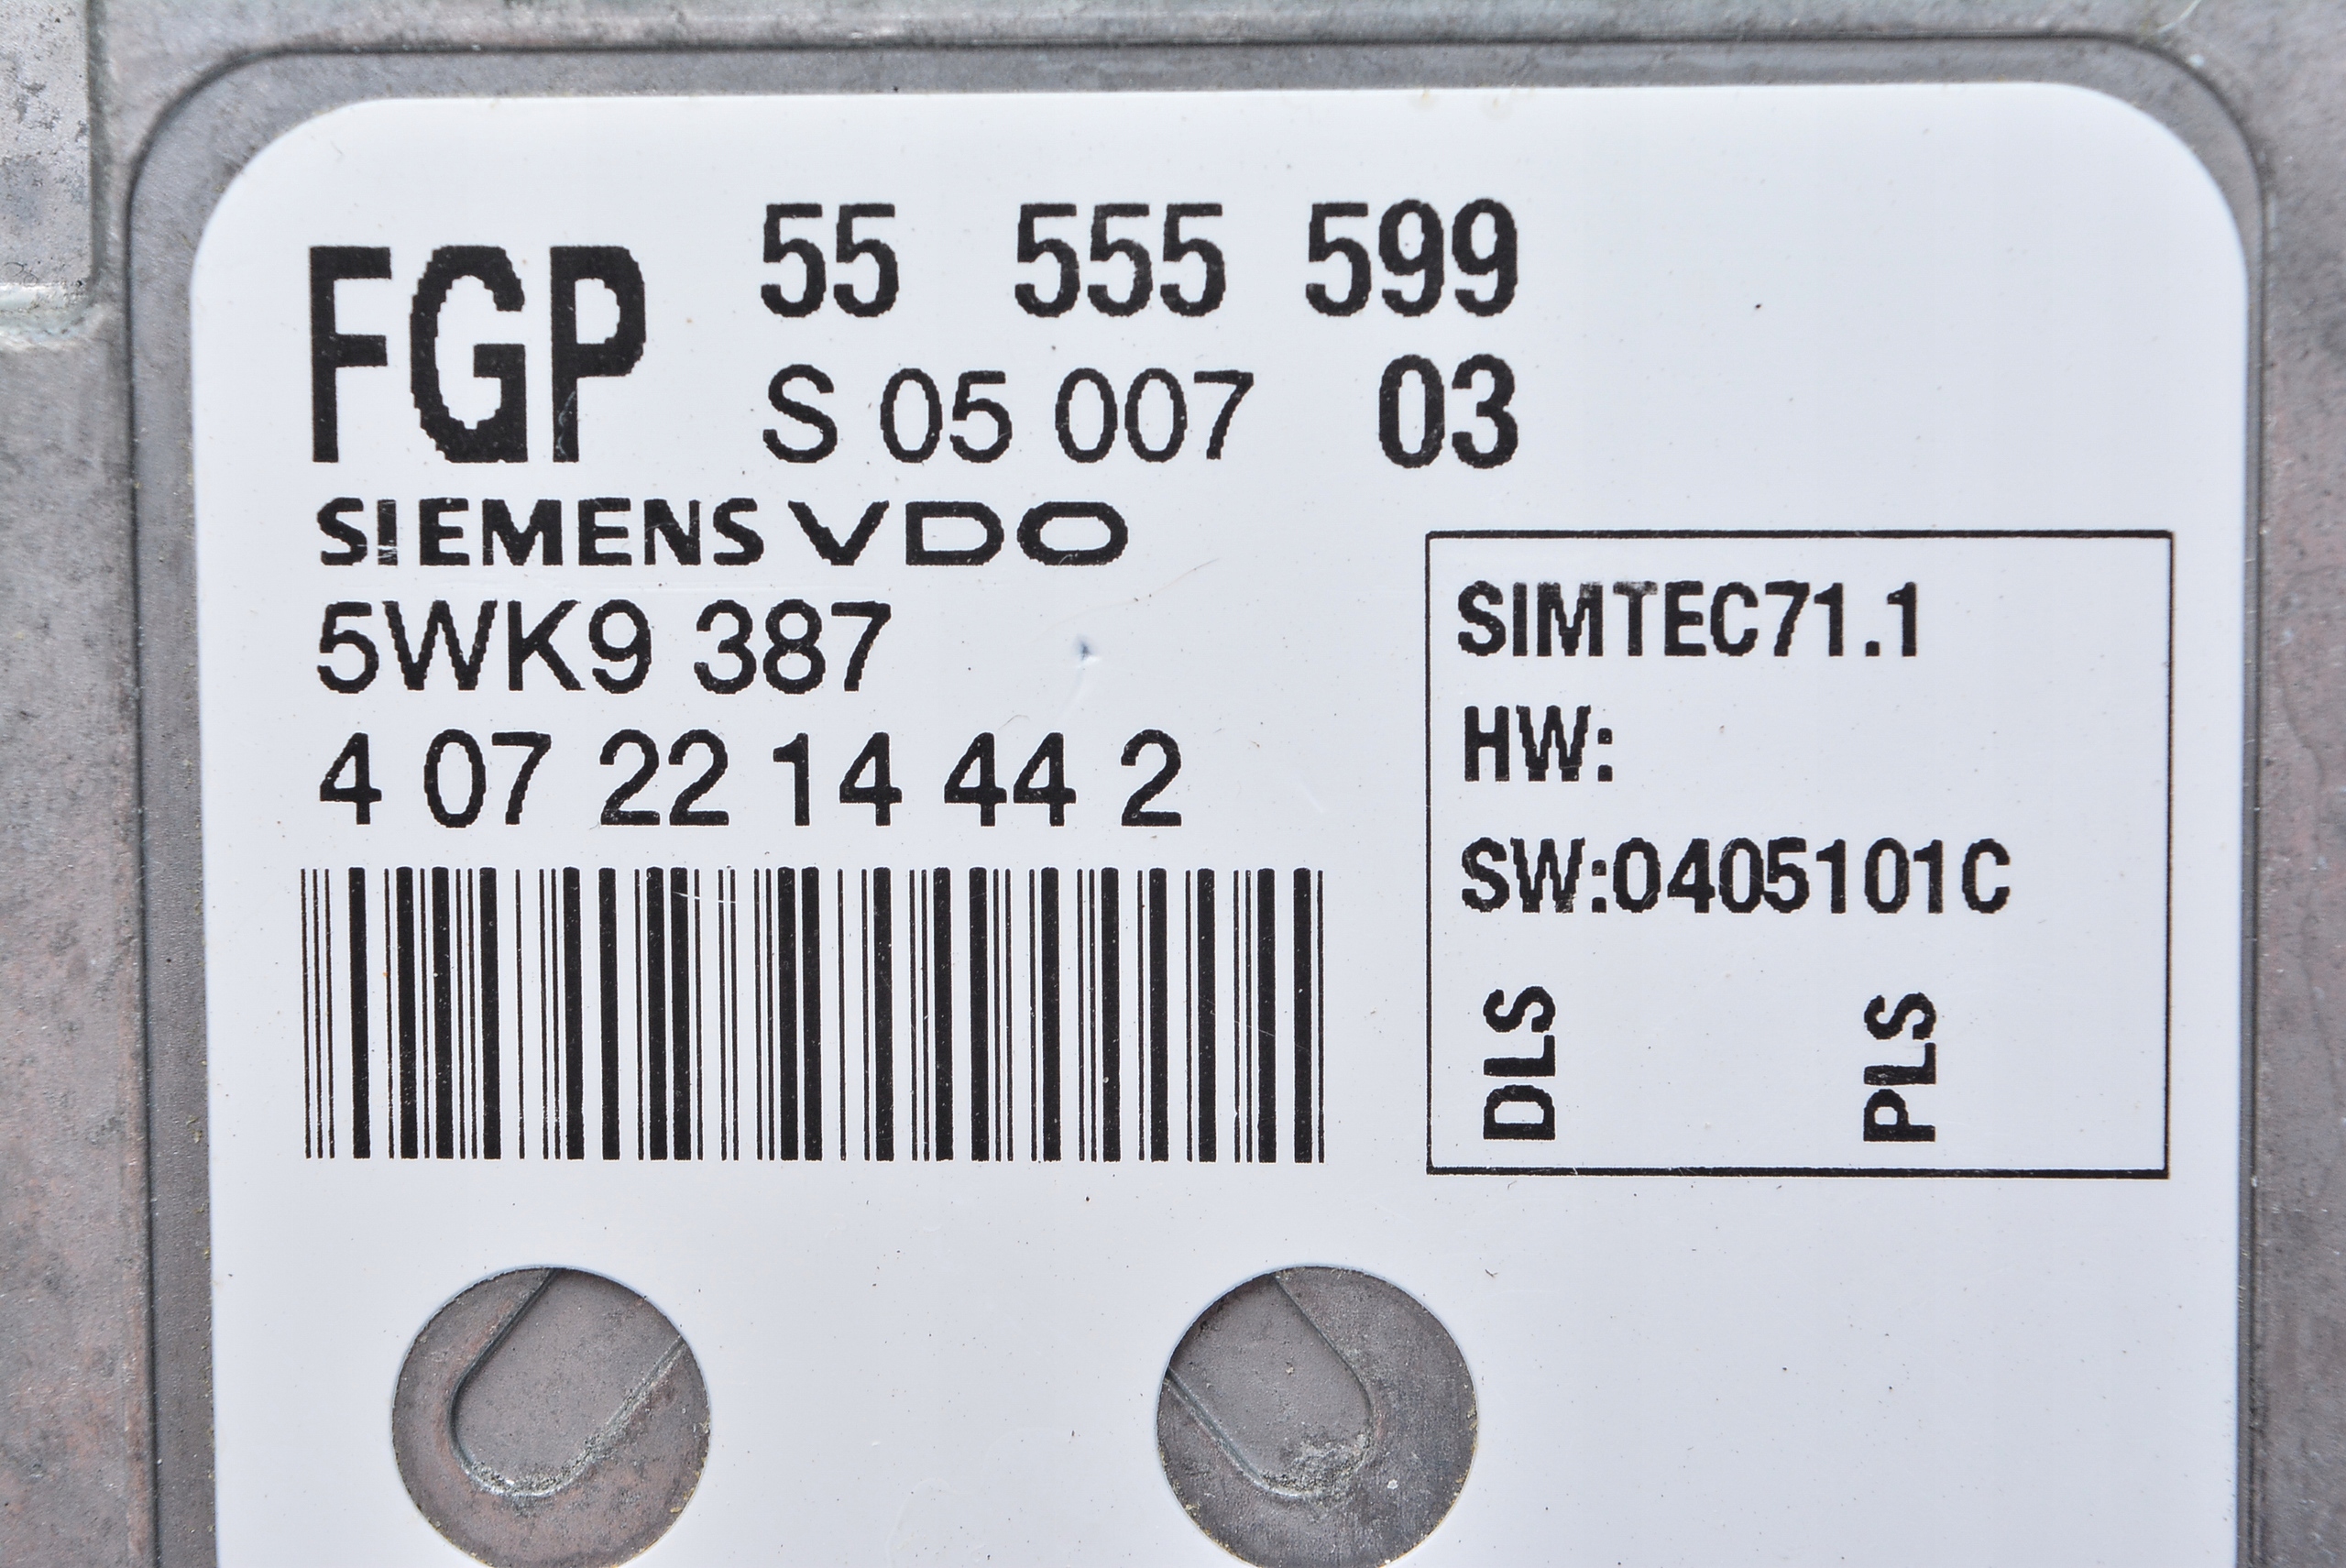 FGP 55 555 599
S 05 007 03
SIEMENS VDO
5WK9 387
4 07 22 14 44 2
SIMTEC71.1
HW:
SW:0405101C
DLS PLS